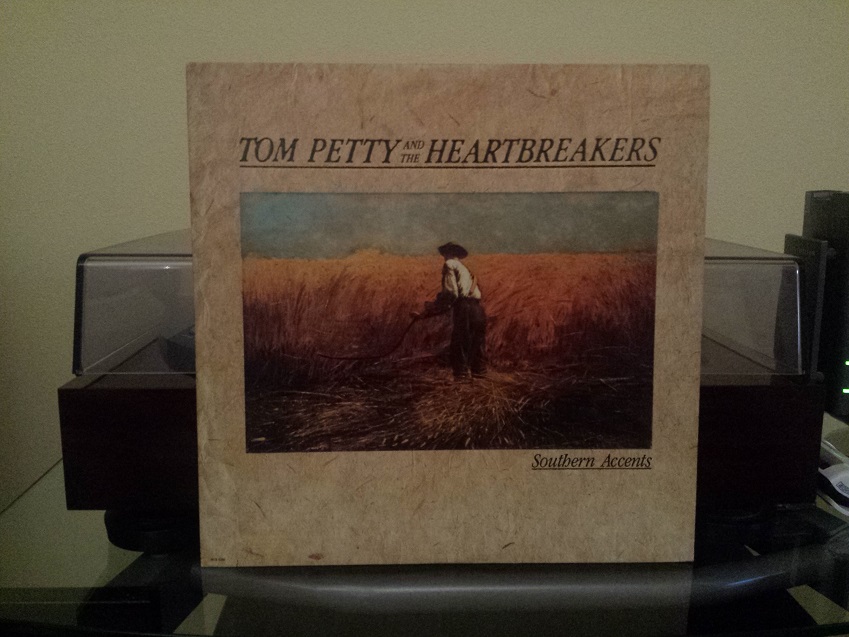 TOM PETTY AND THE HEARTBREAKERS
Southern Accents